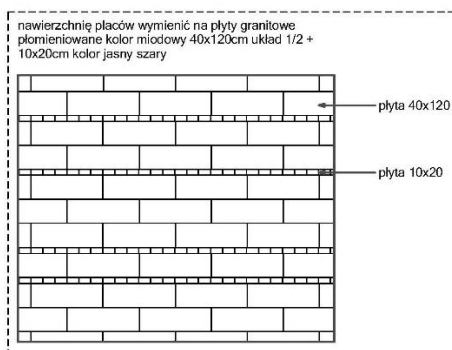 nawierzchnię placów wymienić na płyty granitowe
płomieniowane kolor miodowy 40x120cm układ 1/2 +
10x20cm kolor jasny szary
płyta 40x120
płyta 10x20